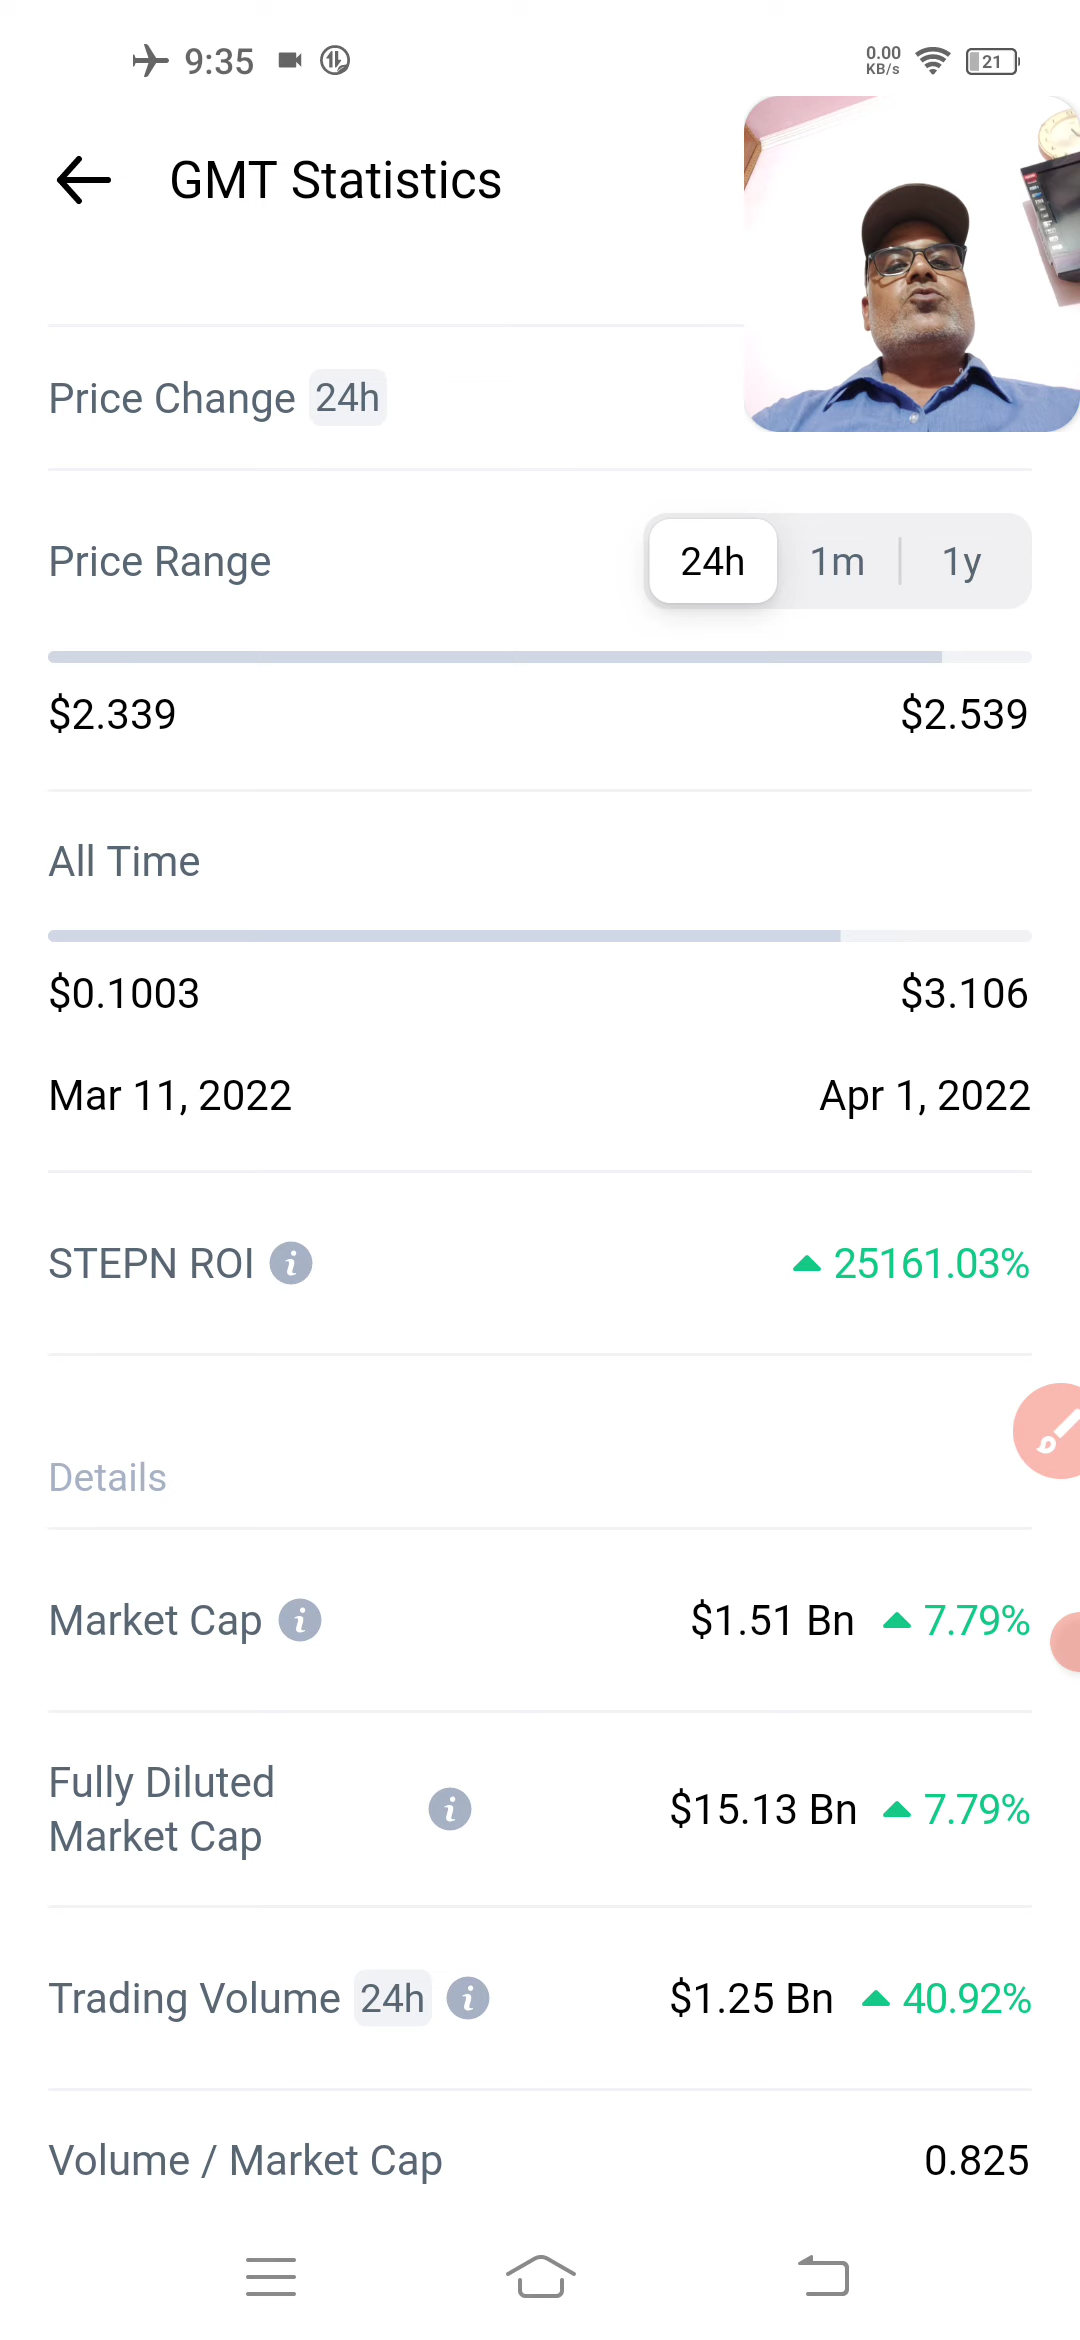 9:35
0.00
KB/s
21
GMT Statistics
Price Change 24h
Price Range
24h 1m 1y
$2.339 $2.539
All Time
$0.1003 $3.106
Mar 11, 2022 Apr 1, 2022
STEPN ROI i 25161.03%
Details
Market Cap i $1.51 Bn 7.79%
Fully Diluted
Market Cap i $15.13 Bn 7.79%
Trading Volume 24h i $1.25 Bn 40.92%
Volume / Market Cap 0.825